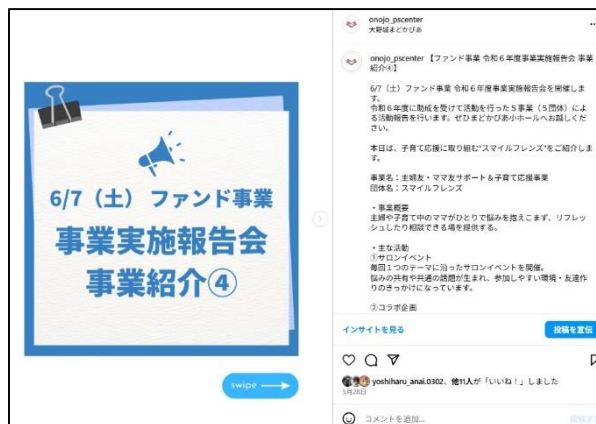 6/7（土） ファンド事業
事業実施報告会
事業紹介④
swipe
onojo_pscenter
大野城まどかぴあ
onojo_pscenter 【ファンド事業 令和６年度事業実施報告会 事業
紹介④】
6/7（土）ファンド事業 令和６年度事業実施報告会を開催しま
す。
令和６年度に助成を受けて活動を行った５事業（５団体）によ
る活動報告を行います。ぜひまどかぴあ小ホールへお越しくだ
さい。
本日は、子育て応援に取り組む"スマイルフレンズ"をご紹介しま
す。
事業名：主婦友・ママ友サポート＆子育て応援事業
団体名：スマイルフレンズ
・事業概要
主婦や子育て中のママがひとりで悩みを抱えこまず、リフレッ
シュしたり相談できる場を提供する。
・主な活動
①サロンイベント
毎回１つのテーマに沿ったサロンイベントを開催。
悩みの共有や共通の話題が生まれ、参加しやすい環境・友達作
りのきっかけになっています。
②コラボ企画
インサイトを見る
投稿を宣伝
yoshiharu_anai.0302、他11人が「いいね！」しました
5月28日
コメントを追加...
投稿する